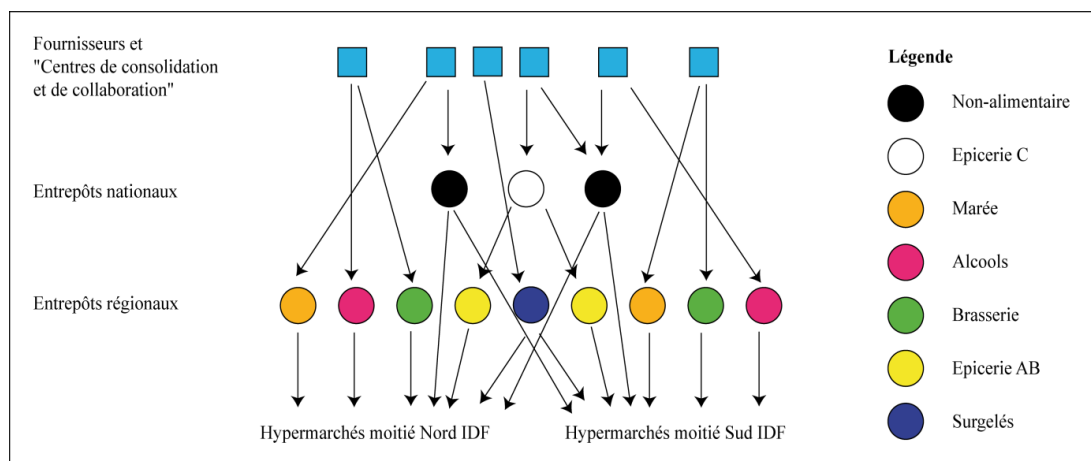 Fournisseurs et
"Centres de consolidation
et de collaboration"
Entrepôts nationaux
Entrepôts régionaux
Hypermarchés moitié Nord IDF
Hypermarchés moitié Sud IDF
Légende
Non-alimentaire
Epicerie C
Marée
Alcools
Brasserie
Epicerie AB
Surgelés